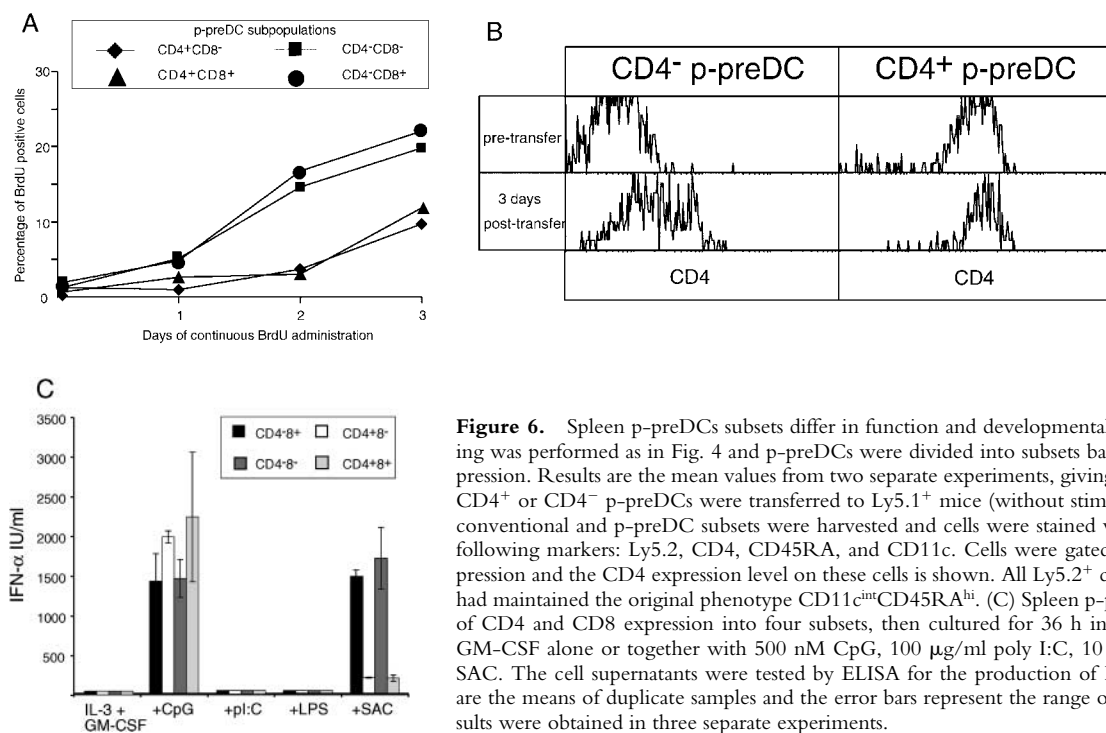 A
p-preDC subpopulations
CD4+CD8-
CD4-CD8-
CD4+CD8+
CD4-CD8+
30
20
10
0
Percentage of BrdU positive cells
1
2
3
Days of continuous BrdU administration
B
CD4- p-preDC
CD4+ p-preDC
pre-transfer
3 days
post-transfer
CD4
CD4
C
CD4-8+
CD4+8-
CD4-8-
CD4+8+
3500
3000
2500
2000
1500
1000
500
IFN-α IU/ml
IL-3 +
GM-CSF
+CpG
+pI:C
+LPS
+SAC
Figure 6. Spleen p-preDCs subsets differ in function and developmental
ing was performed as in Fig. 4 and p-preDCs were divided into subsets ba
pression. Results are the mean values from two separate experiments, giving
CD4+ or CD4− p-preDCs were transferred to Ly5.1+ mice (without stim
conventional and p-preDC subsets were harvested and cells were stained v
following markers: Ly5.2, CD4, CD45RA, and CD11c. Cells were gated
pression and the CD4 expression level on these cells is shown. All Ly5.2+ c
had maintained the original phenotype CD11cintCD45RAhi. (C) Spleen p-p
of CD4 and CD8 expression into four subsets, then cultured for 36 h in
GM-CSF alone or together with 500 nM CpG, 100 μg/ml poly I:C, 10
SAC. The cell supernatants were tested by ELISA for the production of I
are the means of duplicate samples and the error bars represent the range o
sults were obtained in three separate experiments.